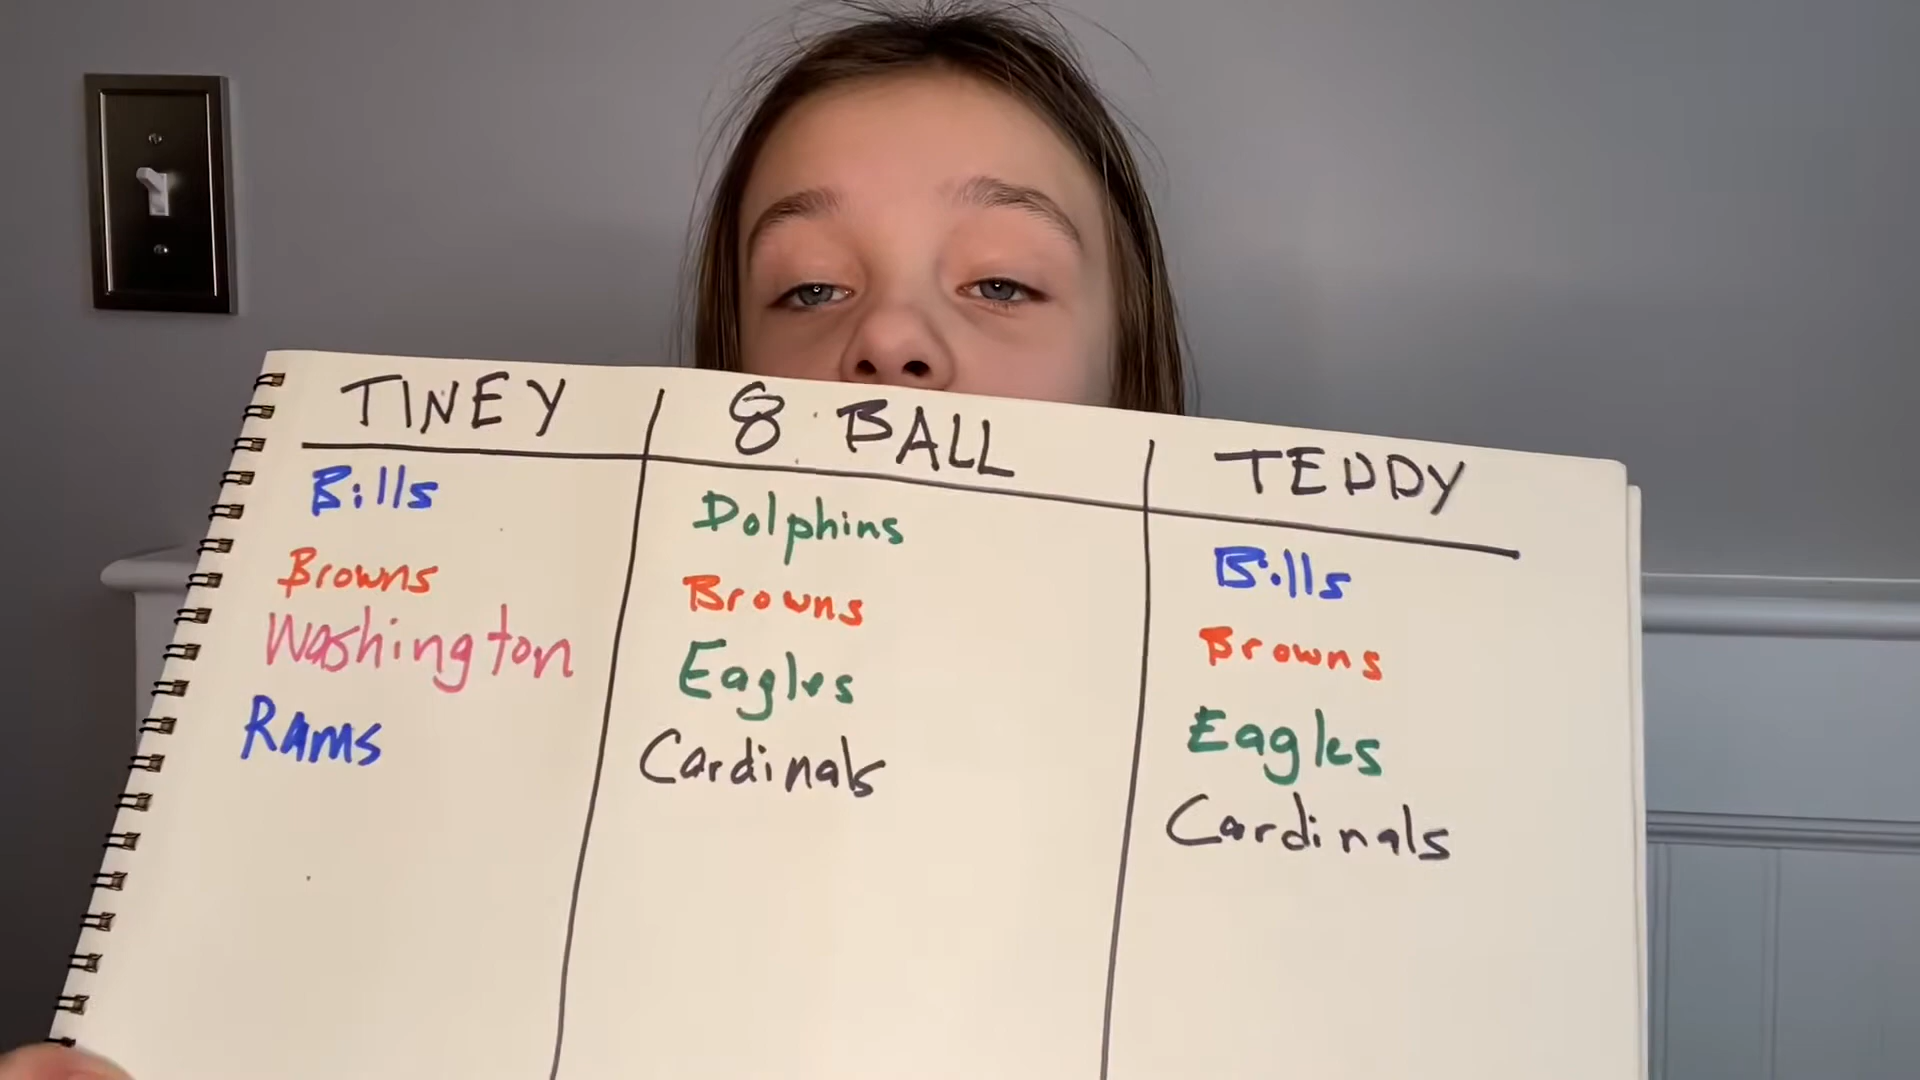 TINEY
Bills
Browns
Washington
Rams
8 BALL
Dolphins
Browns
Eagles
Cardinals
TEDDY
Bills
Browns
Eagles
Cardinals